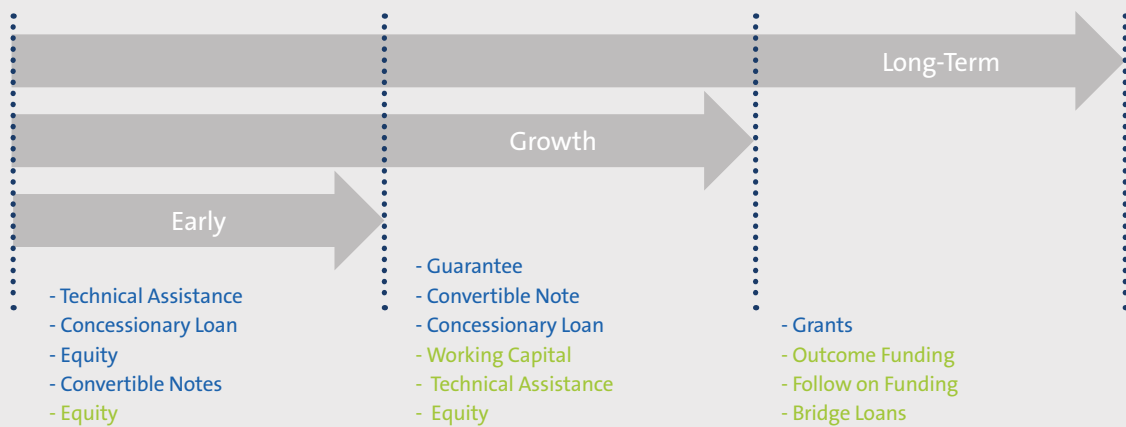 Long-Term
Growth
Early
- Technical Assistance
- Concessionary Loan
- Equity
- Convertible Notes
- Equity
- Guarantee
- Convertible Note
- Concessionary Loan
- Working Capital
- Technical Assistance
- Equity
- Grants
- Outcome Funding
- Follow on Funding
- Bridge Loans